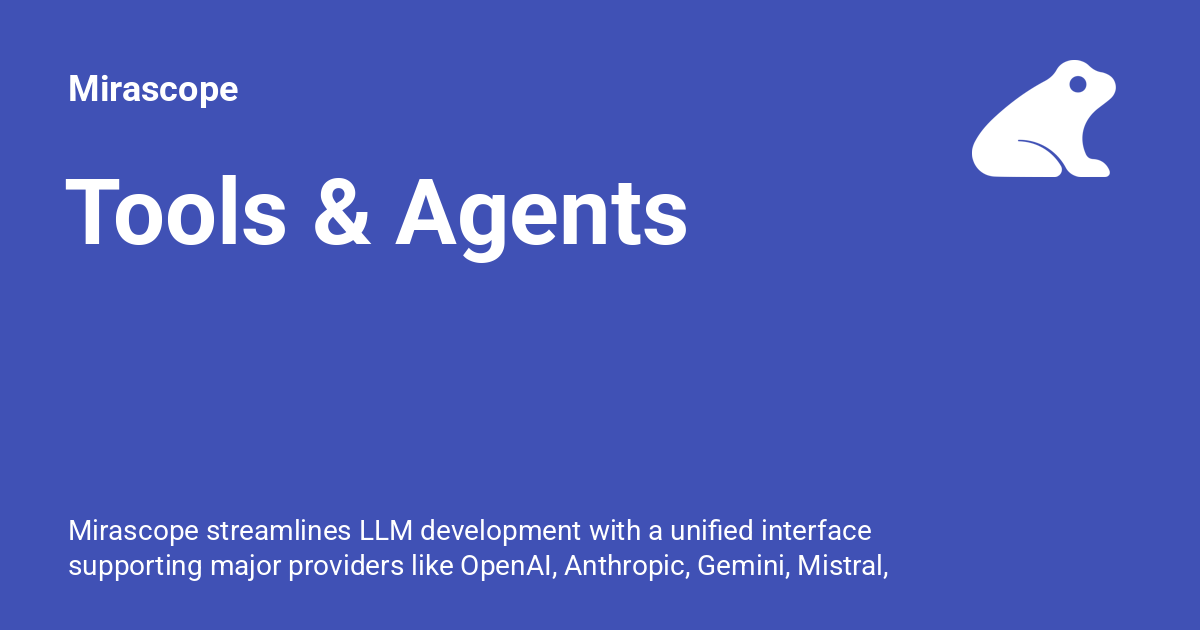 Mirascope
Tools & Agents
Mirascope streamlines LLM development with a unified interface
supporting major providers like OpenAI, Anthropic, Gemini, Mistral,